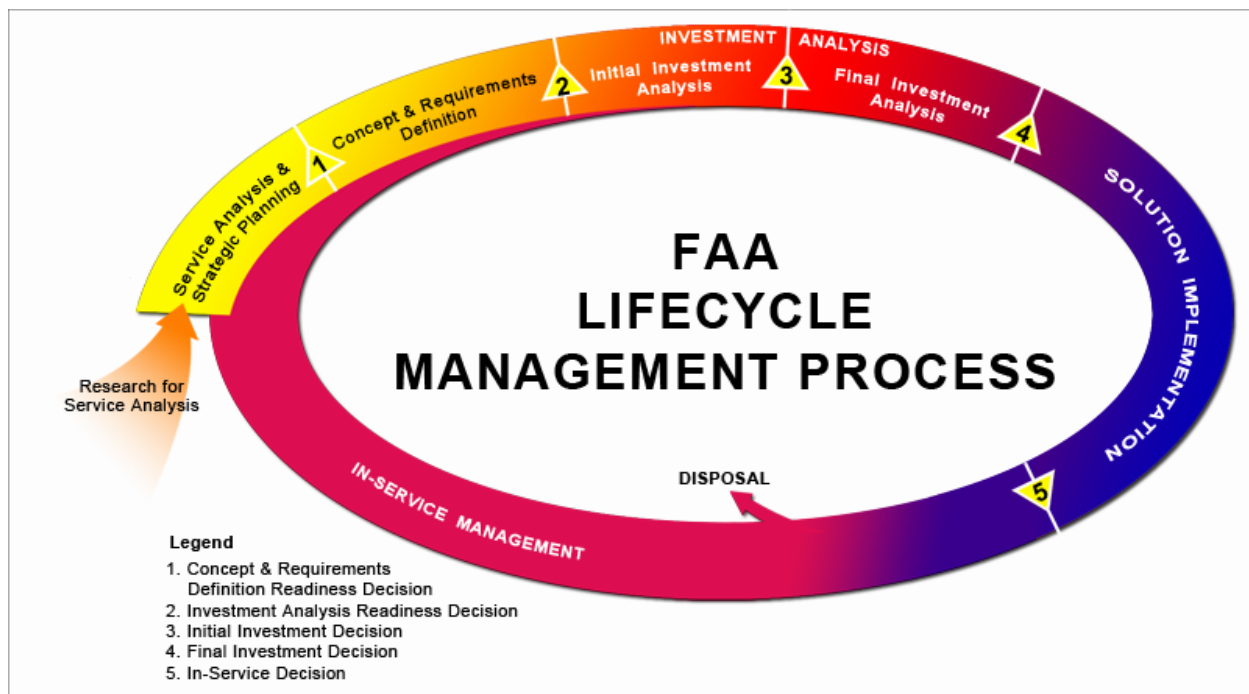 INVESTMENT ANALYSIS
Initial Investment
Analysis
Final Investment
Analysis
Concept & Requirements
Definition
Service Analysis &
Strategic Planning
1
2
3
4
5
SOLUTION IMPLEMENTATION
FAA
LIFECYCLE
MANAGEMENT PROCESS
Research for
Service Analysis
DISPOSAL
IN-SERVICE MANAGEMENT
Legend
1. Concept & Requirements
Definition Readiness Decision
2. Investment Analysis Readiness Decision
3. Initial Investment Decision
4. Final Investment Decision
5. In-Service Decision